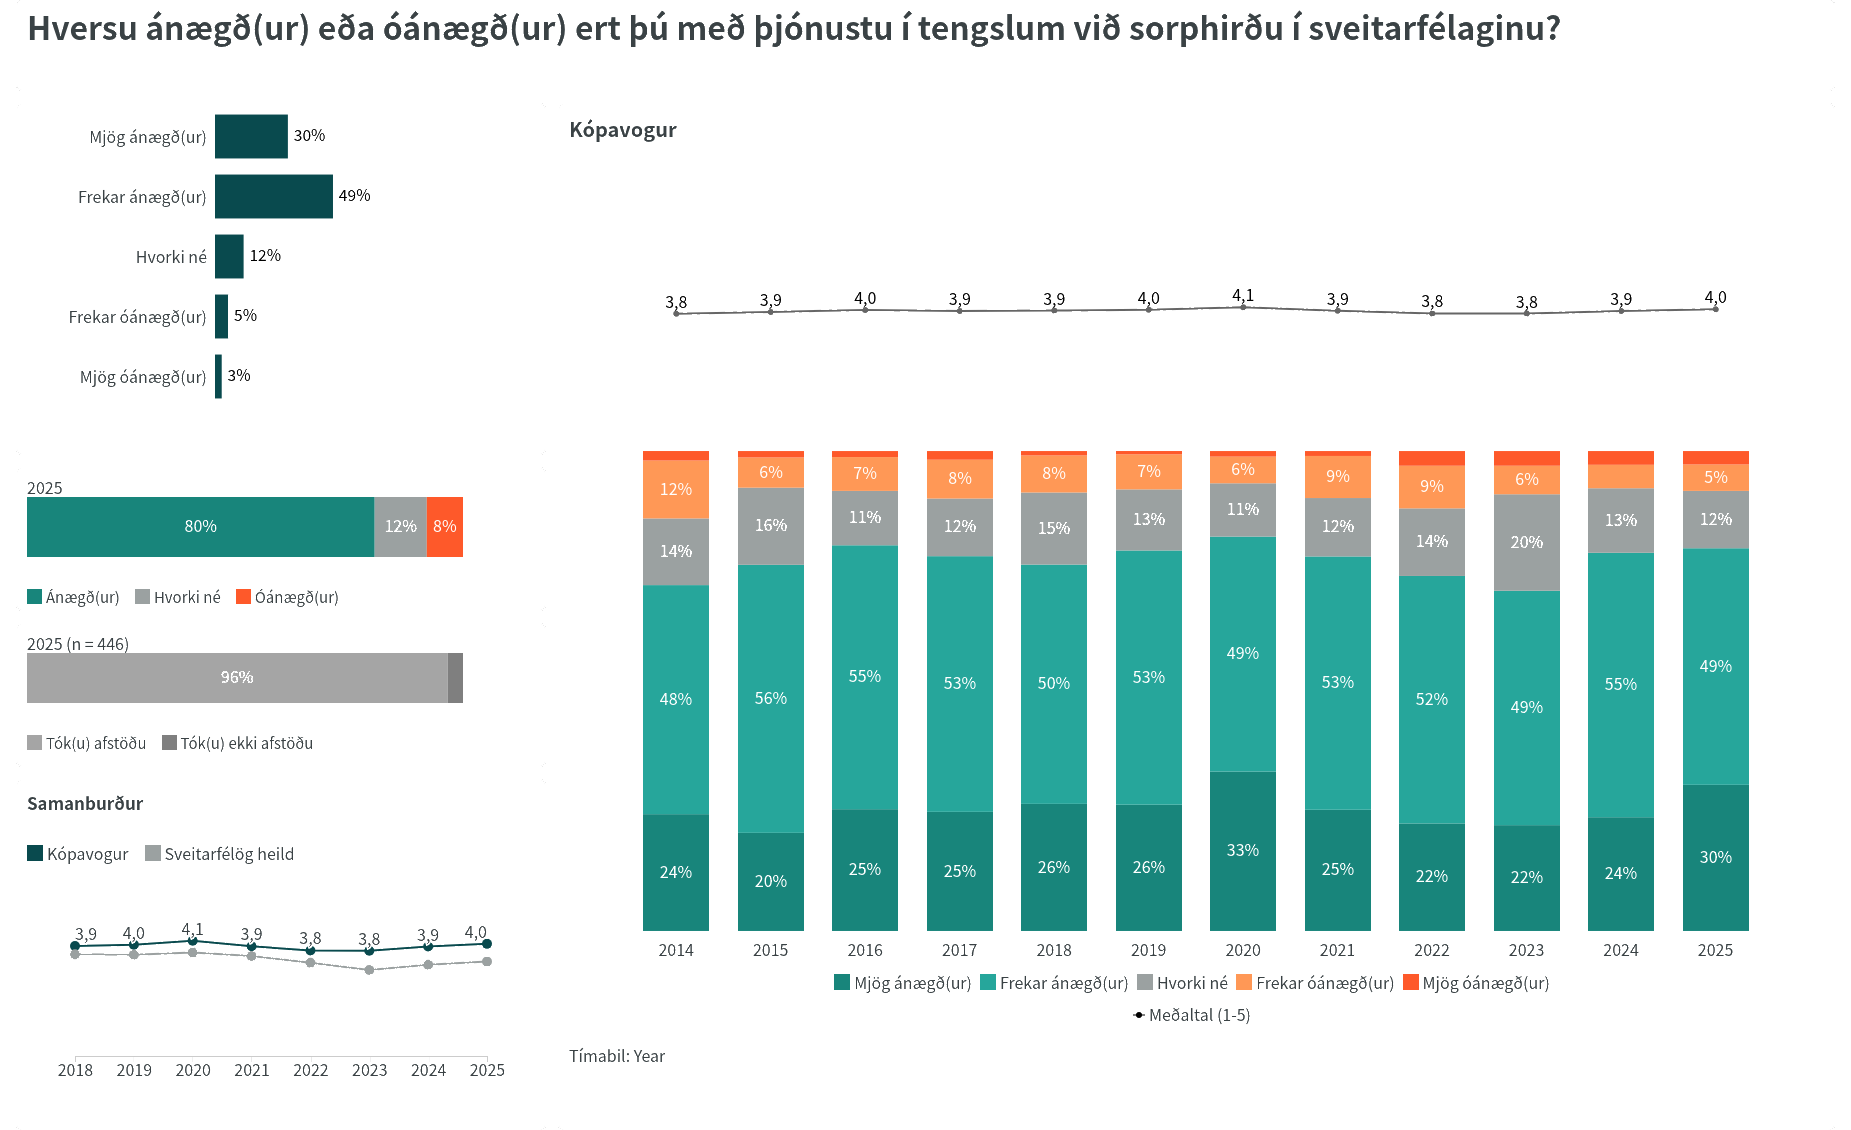 Hversu ánægð(ur) eða óánægð(ur) ert þú með þjónustu í tengslum við sorphirðu í sveitarfélaginu?
Mjög ánægð(ur) 30%
Frekar ánægð(ur) 49%
Hvorki né 12%
Frekar óánægð(ur) 5%
Mjög óánægð(ur) 3%
2025
80% 12% 8%
Ánægð(ur) Hvorki né Óánægð(ur)
2025 (n = 446)
96%
Tók(u) afstöðu Tók(u) ekki afstöðu
Samanburður
Kópavogur Sveitarfélög heild
3,9 4,0 4,1 3,9 3,8 3,8 3,9 4,0
2018 2019 2020 2021 2022 2023 2024 2025
Kópavogur
3,8 3,9 4,0 3,9 3,9 4,0 4,1 3,9 3,8 3,8 3,9 4,0
12% 6% 7% 8% 8% 7% 6% 9% 9% 6% 5%
14% 16% 11% 12% 15% 13% 11% 12% 14% 20% 13% 12%
48% 56% 55% 53% 50% 53% 49% 53% 52% 49% 55% 49%
24% 20% 25% 25% 26% 26% 33% 25% 22% 22% 24% 30%
2014 2015 2016 2017 2018 2019 2020 2021 2022 2023 2024 2025
Mjög ánægð(ur) Frekar ánægð(ur) Hvorki né Frekar óánægð(ur) Mjög óánægð(ur)
Meðaltal (1-5)
Tímabil: Year